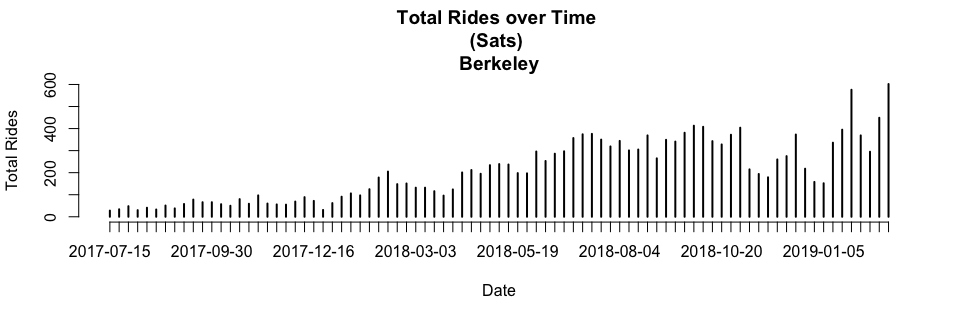 Total Rides over Time
(Sats)
Berkeley
Total Rides
600
400
200
0
2017-07-15 2017-09-30 2017-12-16 2018-03-03 2018-05-19 2018-08-04 2018-10-20 2019-01-05
Date